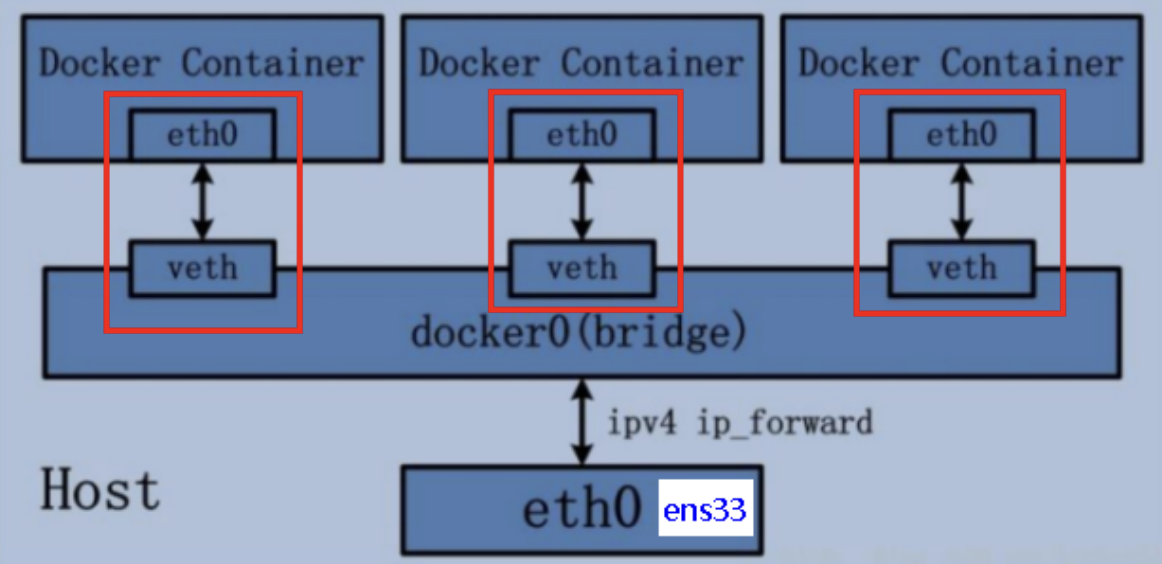 Docker Container
Docker Container
Docker Container
eth0
eth0
eth0
veth
veth
veth
docker0(bridge)
ipv4 ip_forward
Host
eth0 ens33